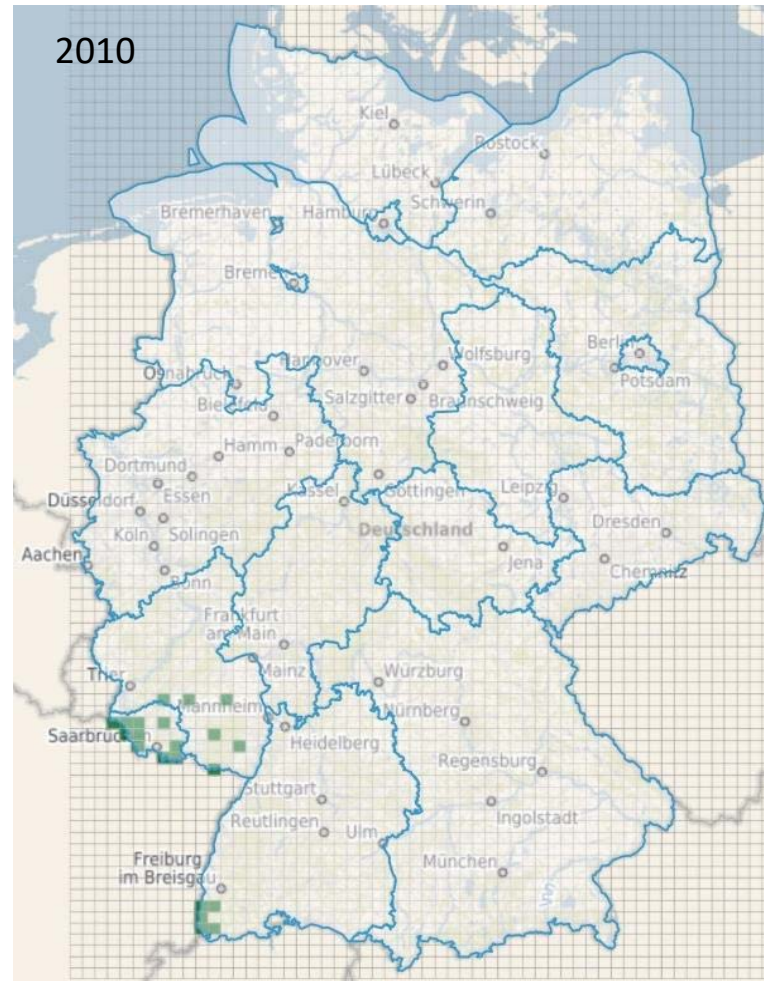 2010
Kiel
Rostock
Lübeck
Schwerin
Bremerhaven
Hamburg
Bremen
Berlin
Potsdam
Hannover
Wolfsburg
Osnabrück
Salzgitter
Braunschweig
Bielefeld
Hamm
Paderborn
Dortmund
Essen
Düsseldorf
Kassel
Göttingen
Leipzig
Dresden
Deutschland
Köln
Solingen
Aachen
Bonn
Jena
Chemnitz
Frankfurt
am Main
Mainz
Trier
Würzburg
Mannheim
Nürnberg
Saarbrücken
Heidelberg
Regensburg
Stuttgart
Ingolstadt
Reutlingen
Ulm
Freiburg
im Breisgau
München